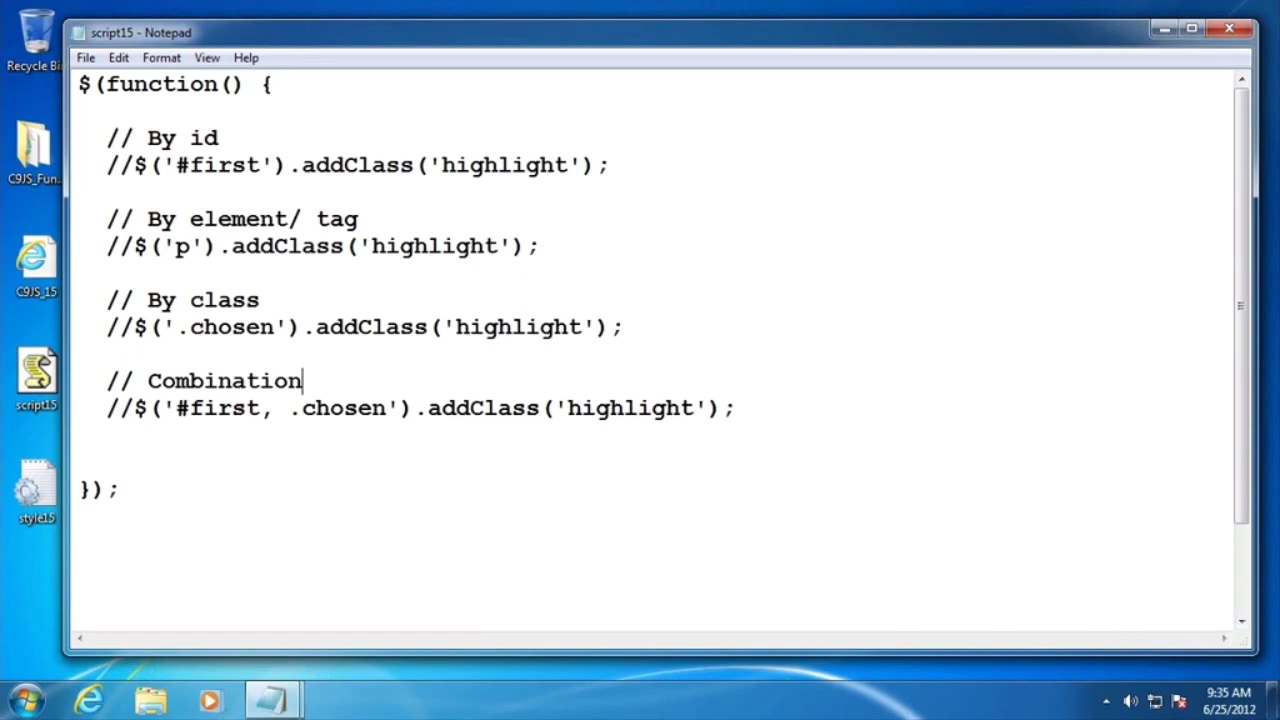 script15 - Notepad
File Edit Format View Help
Recycle Bi
$(function() {
// By id
//$('#first').addClass('highlight');
C9JS_Fun...
// By element/ tag
//$('p').addClass('highlight');
C9JS_15
// By class
//$('.chosen').addClass('highlight');
// Combination
script15
//$('#first, .chosen').addClass('highlight');
});
style15
9:35 AM
6/25/2012